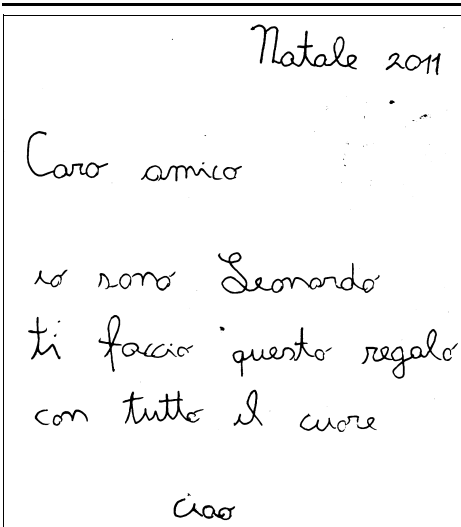 Natale 2011
Caro amico
io sono Leonardo
ti faccio questo regalo
con tutto il cuore
ciao